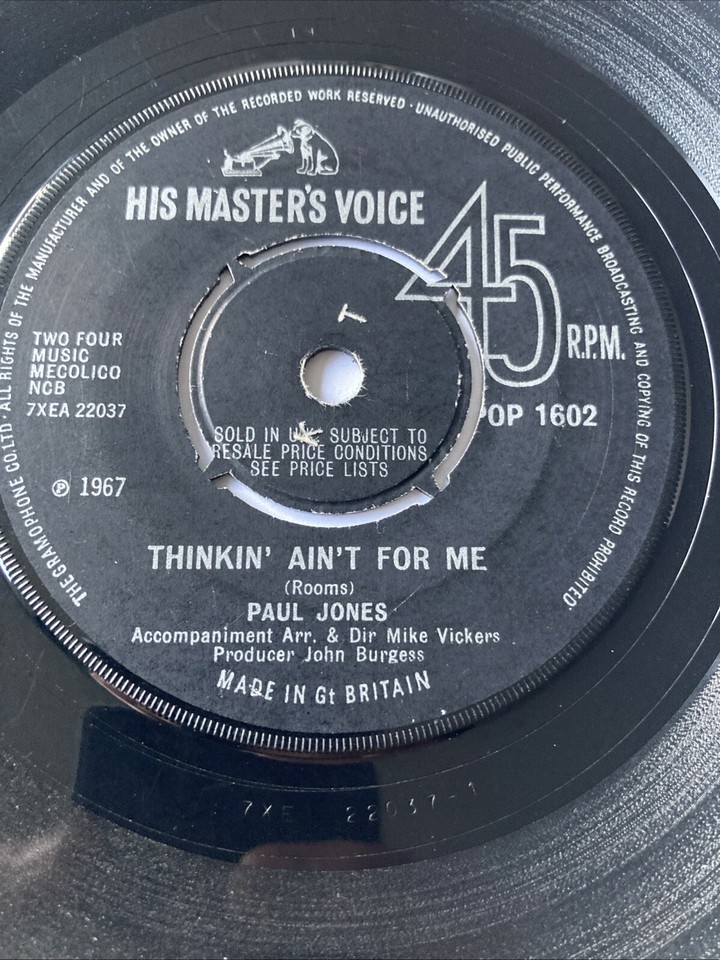 THE GRAMOPHONE CO.LTD · ALL RIGHTS OF THE MANUFACTURER AND OF THE OWNER OF THE RECORDED WORK RESERVED · UNAUTHORISED PUBLIC PERFORMANCE BROADCASTING AND COPYING OF THIS RECORD PROHIBITED
HIS MASTER'S VOICE
45
R.P.M.
TWO FOUR
MUSIC
MECOLICO
NCB
7XEA 22037
POP 1602
SOLD IN U.K. SUBJECT TO
RESALE PRICE CONDITIONS,
SEE PRICE LISTS
℗ 1967
THINKIN' AIN'T FOR ME
(Rooms)
PAUL JONES
Accompaniment Arr. & Dir Mike Vickers
Producer John Burgess
MADE IN Gt BRITAIN
7XE 22037-1